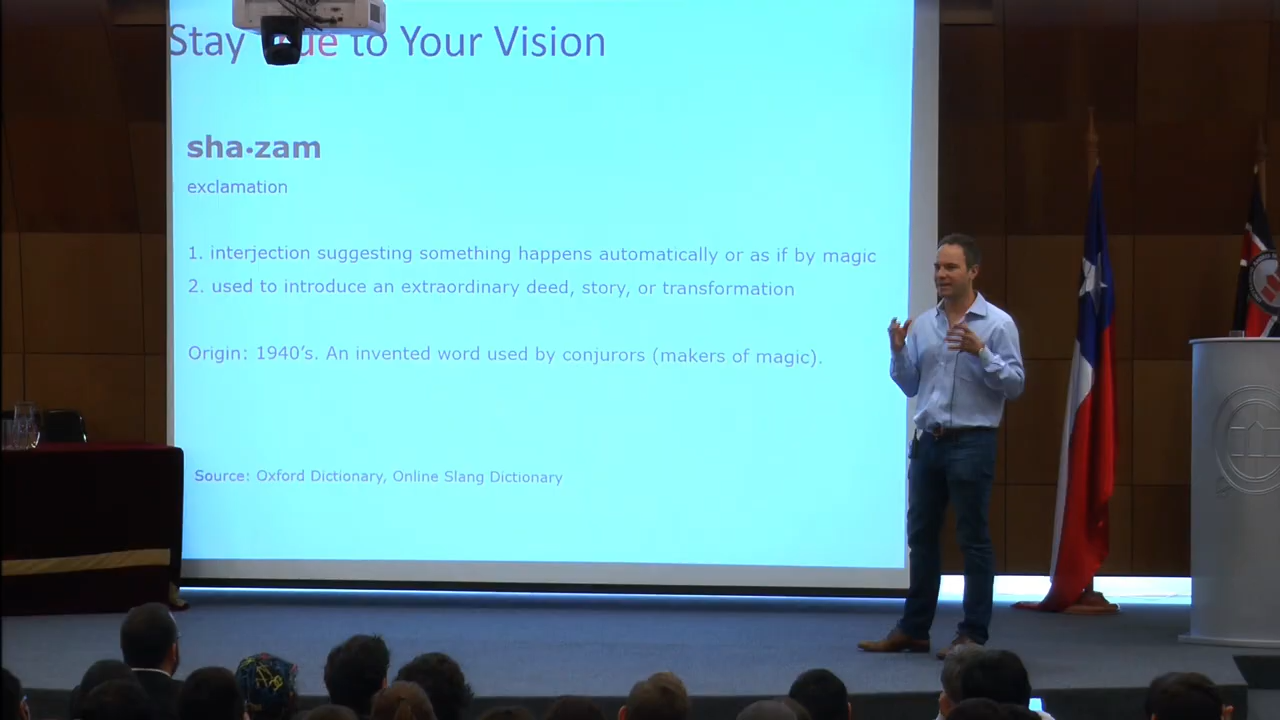 Stay to Your Vision
sha·zam
exclamation
1. interjection suggesting something happens automatically or as if by magic
2. used to introduce an extraordinary deed, story, or transformation
Origin: 1940's. An invented word used by conjurors (makers of magic).
Source: Oxford Dictionary, Online Slang Dictionary